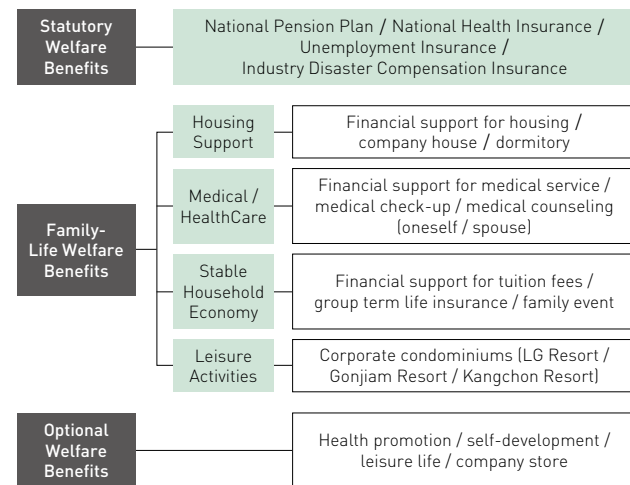 Statutory
Welfare
Benefits
National Pension Plan / National Health Insurance /
Unemployment Insurance /
Industry Disaster Compensation Insurance
Family-
Life Welfare
Benefits
Housing
Support
Financial support for housing /
company house / dormitory
Medical /
HealthCare
Financial support for medical service /
medical check-up / medical counseling
(oneself / spouse)
Stable
Household
Economy
Financial support for tuition fees /
group term life insurance / family event
Leisure
Activities
Corporate condominiums (LG Resort /
Gonjiam Resort / Kangchon Resort)
Optional
Welfare
Benefits
Health promotion / self-development /
leisure life / company store